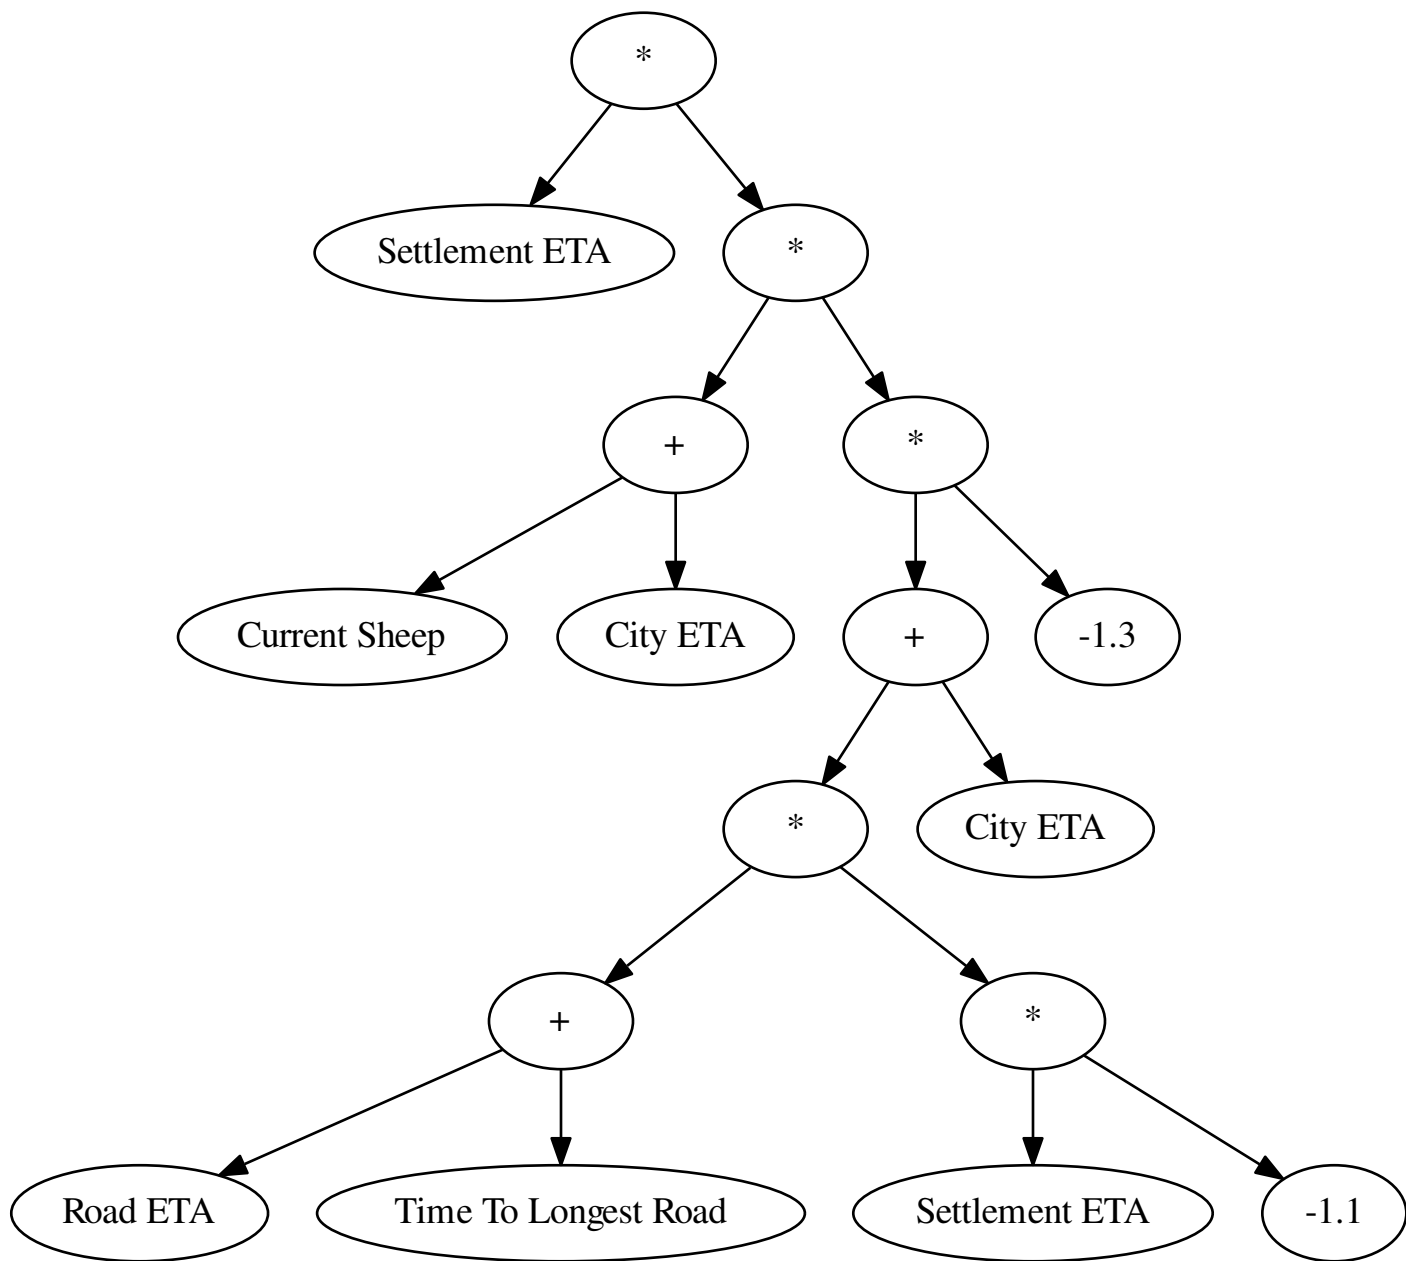 *
Settlement ETA
*
+
*
Current Sheep
City ETA
+
-1.3
*
City ETA
+
*
Road ETA
Time To Longest Road
Settlement ETA
-1.1